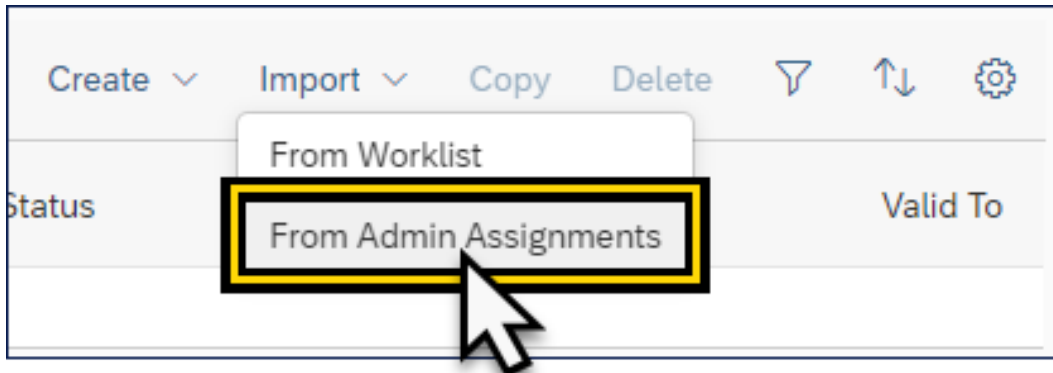 Create Import Copy Delete
From Worklist
Status Valid To
From Admin Assignments